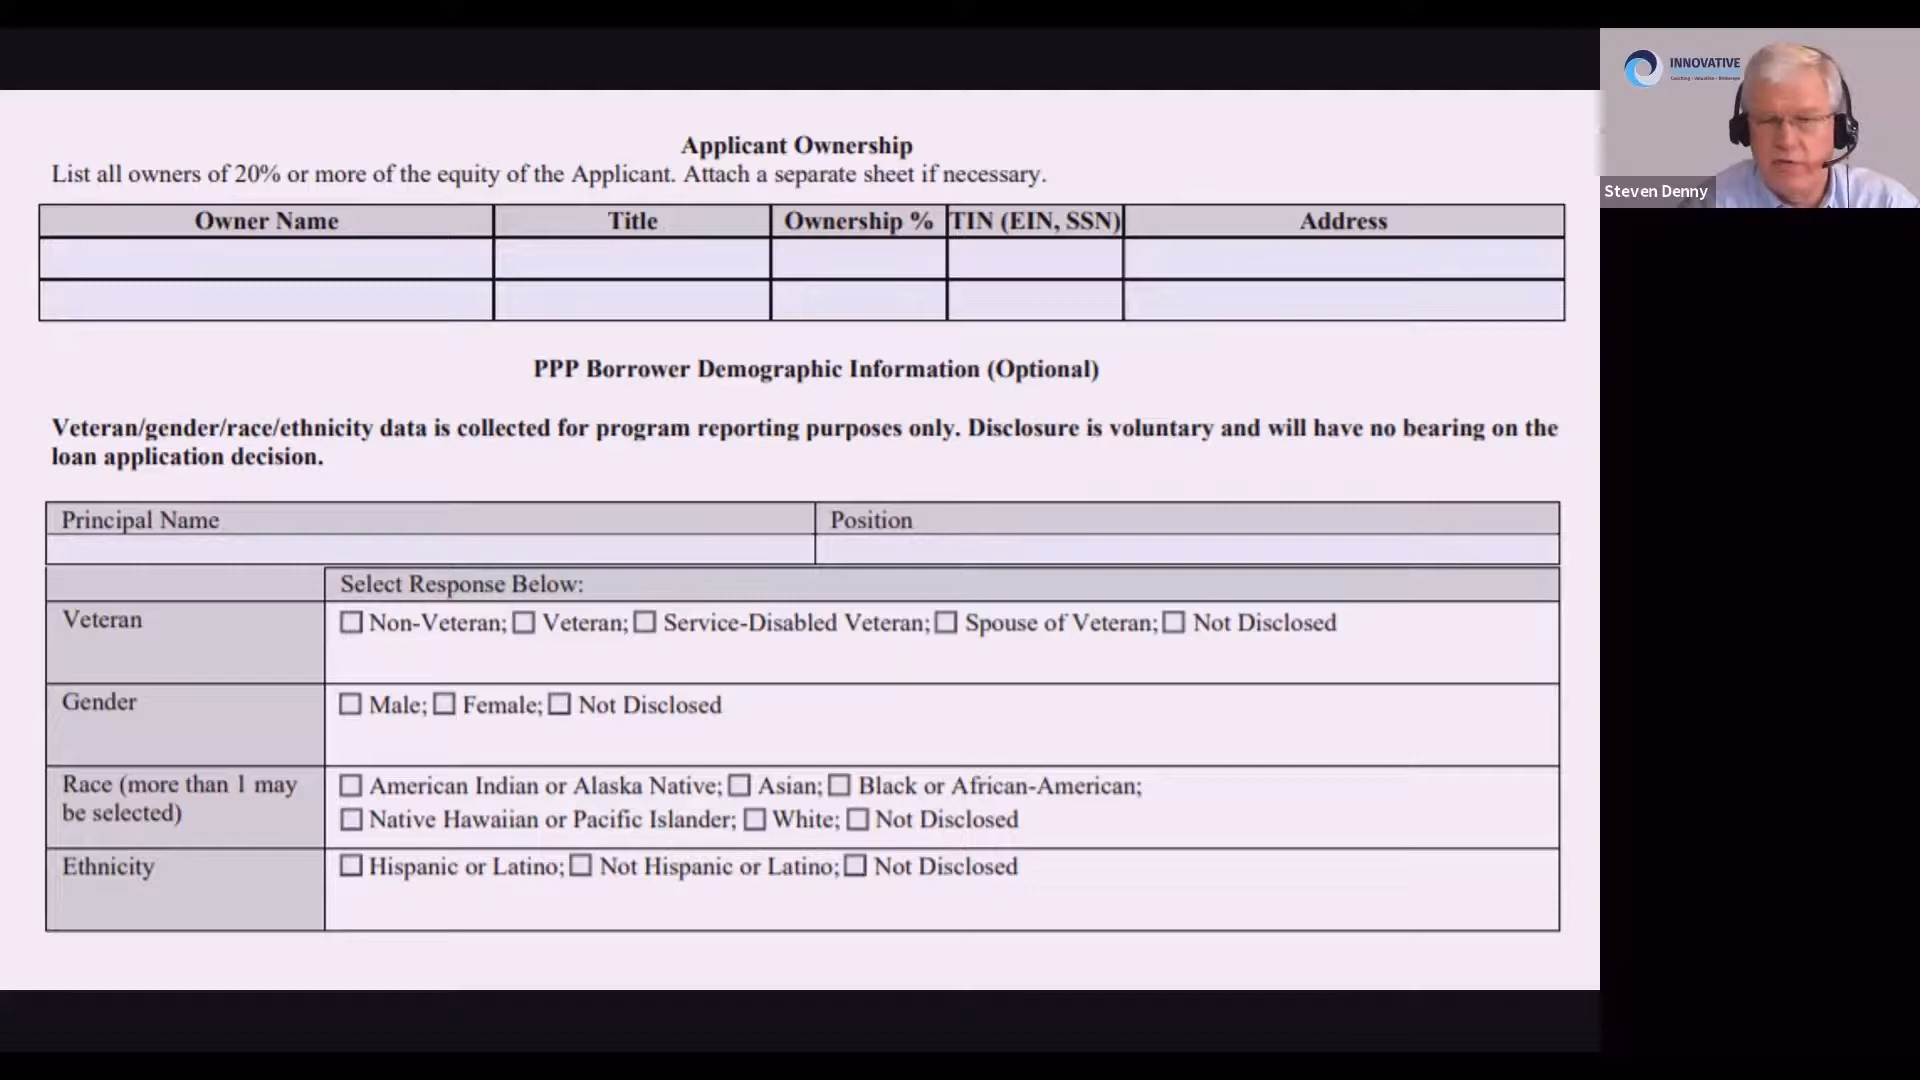 Applicant Ownership
List all owners of 20% or more of the equity of the Applicant. Attach a separate sheet if necessary.
Owner Name Title Ownership % TIN (EIN, SSN) Address
PPP Borrower Demographic Information (Optional)
Veteran/gender/race/ethnicity data is collected for program reporting purposes only. Disclosure is voluntary and will have no bearing on the
loan application decision.
Principal Name Position
Select Response Below:
Veteran Non-Veteran; Veteran; Service-Disabled Veteran; Spouse of Veteran; Not Disclosed
Gender Male; Female; Not Disclosed
Race (more than 1 may
be selected)
American Indian or Alaska Native; Asian; Black or African-American;
Native Hawaiian or Pacific Islander; White; Not Disclosed
Ethnicity Hispanic or Latino; Not Hispanic or Latino; Not Disclosed
INNOVATIVE
Coaching - Valuation - Brokerage
Steven Denny